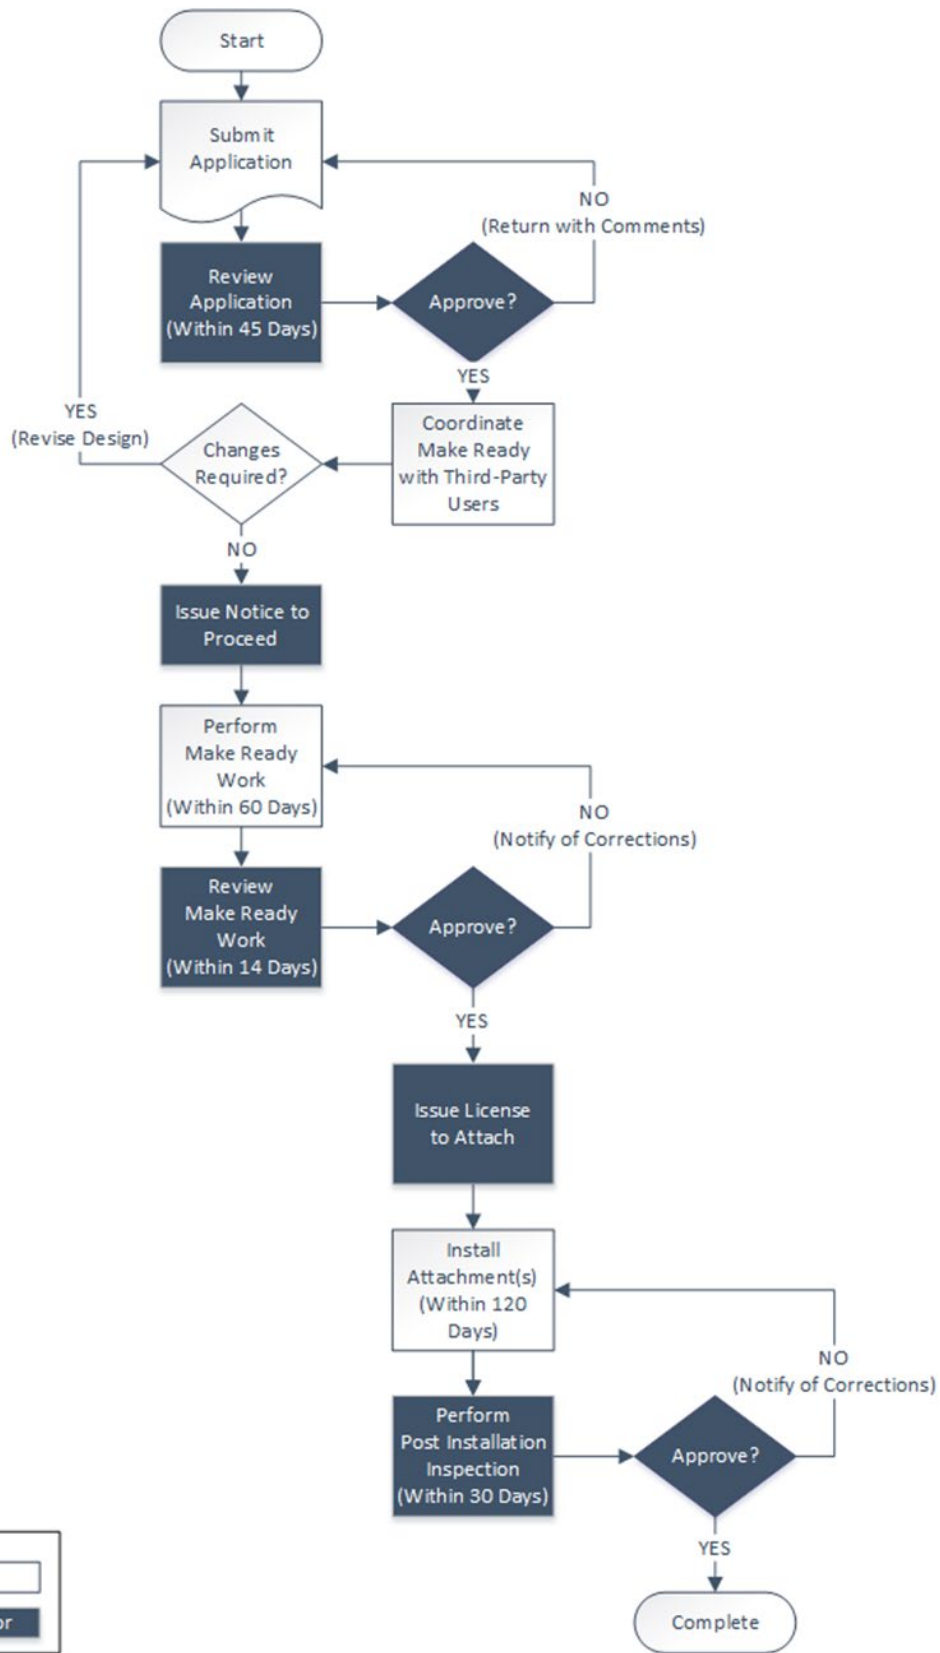 Start
Submit
Application
NO
(Return with Comments)
Review
Application
(Within 45 Days)
Approve?
YES
YES
(Revise Design)
Changes
Required?
Coordinate
Make Ready
with Third-Party
Users
NO
Issue Notice to
Proceed
Perform
Make Ready
Work
(Within 60 Days)
NO
(Notify of Corrections)
Review
Make Ready
Work
(Within 14 Days)
Approve?
YES
Issue License
to Attach
Install
Attachment(s)
(Within 120
Days)
NO
(Notify of Corrections)
Perform
Post Installation
Inspection
(Within 30 Days)
Approve?
YES
Complete